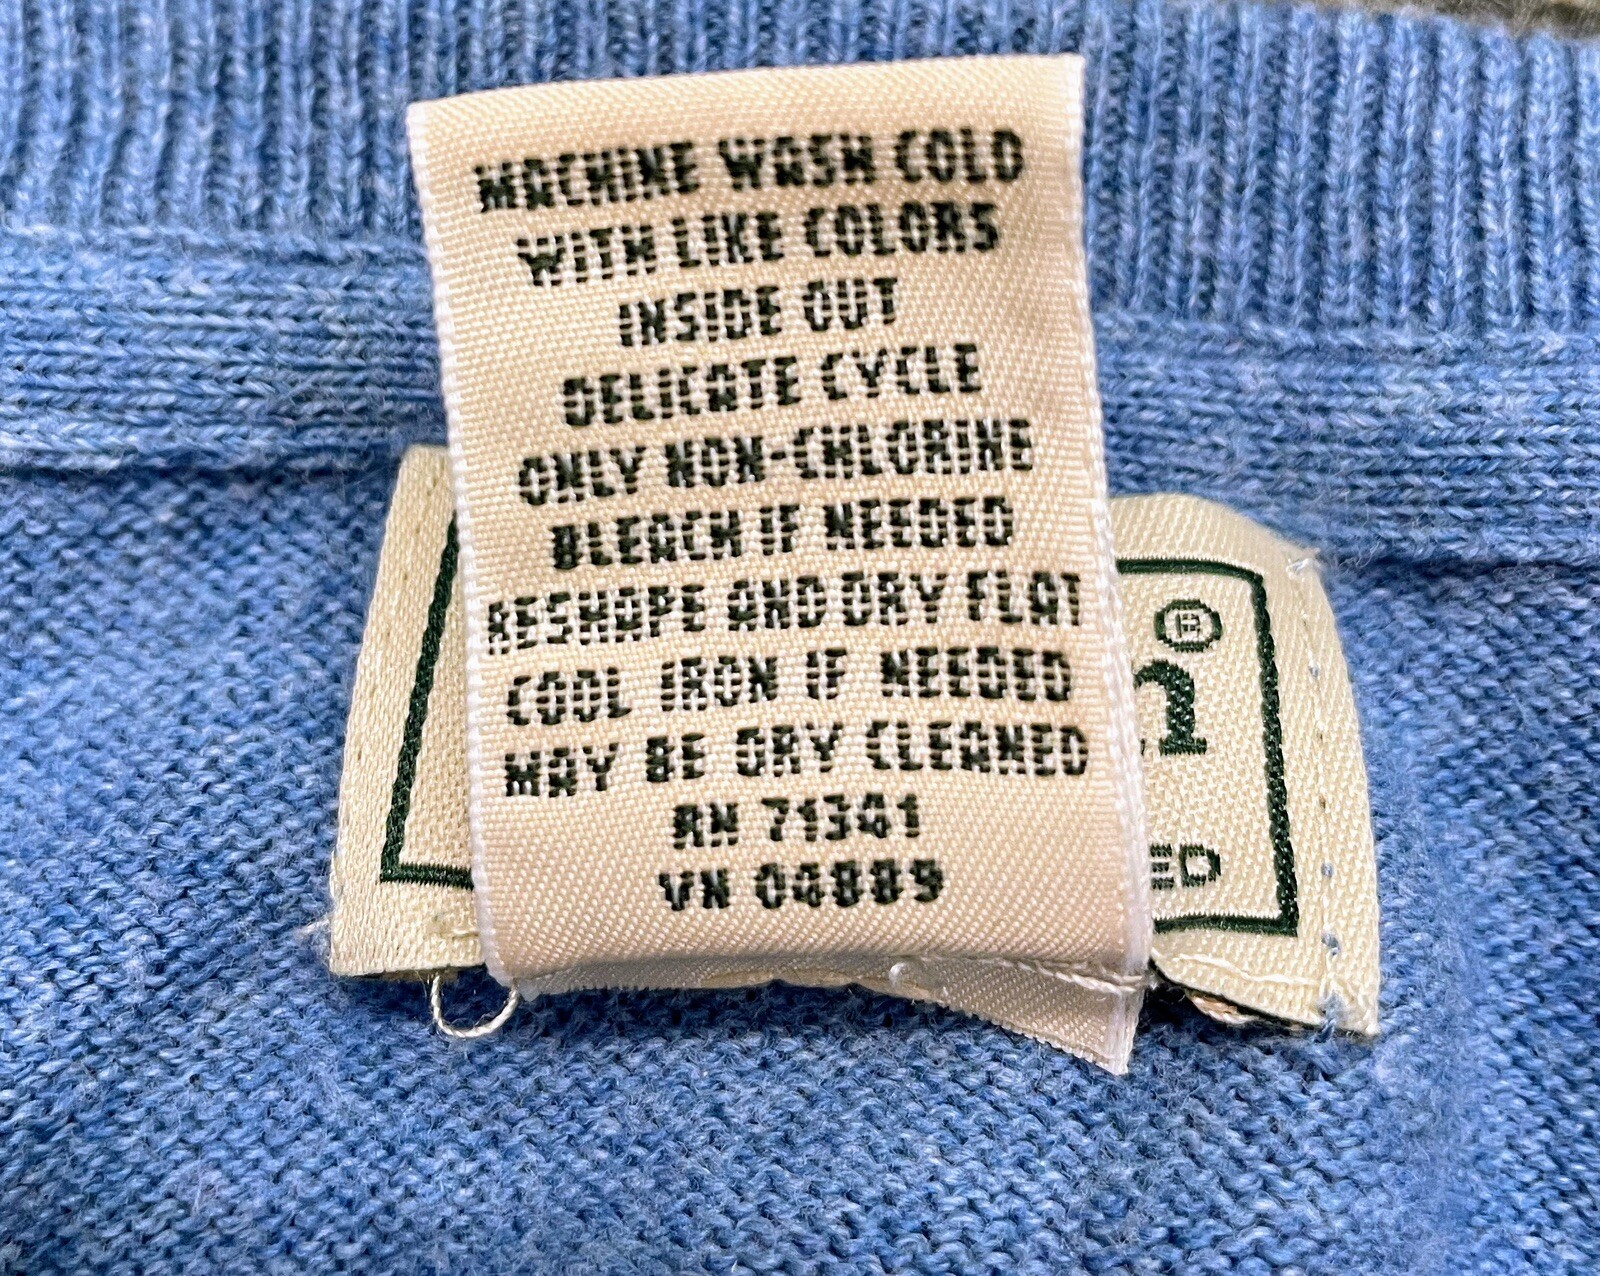 MACHINE WASH COLD
WITH LIKE COLORS
INSIDE OUT
DELICATE CYCLE
ONLY NON-CHLORINE
BLEACH IF NEEDED
RESHAPE AND DRY FLAT
COOL IRON IF NEEDED
MAY BE DRY CLEANED
RN 71341
VN 04889
®
n
ED